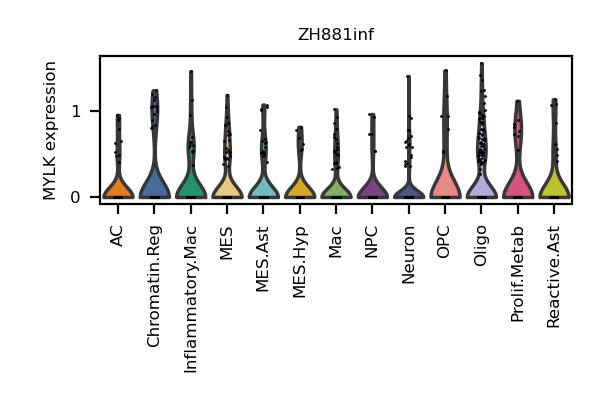 ZH881inf
MYLK expression
1
0
AC
Chromatin.Reg
Inflammatory.Mac
MES
MES.Ast
MES.Hyp
Mac
NPC
Neuron
OPC
Oligo
Prolif.Metab
Reactive.Ast